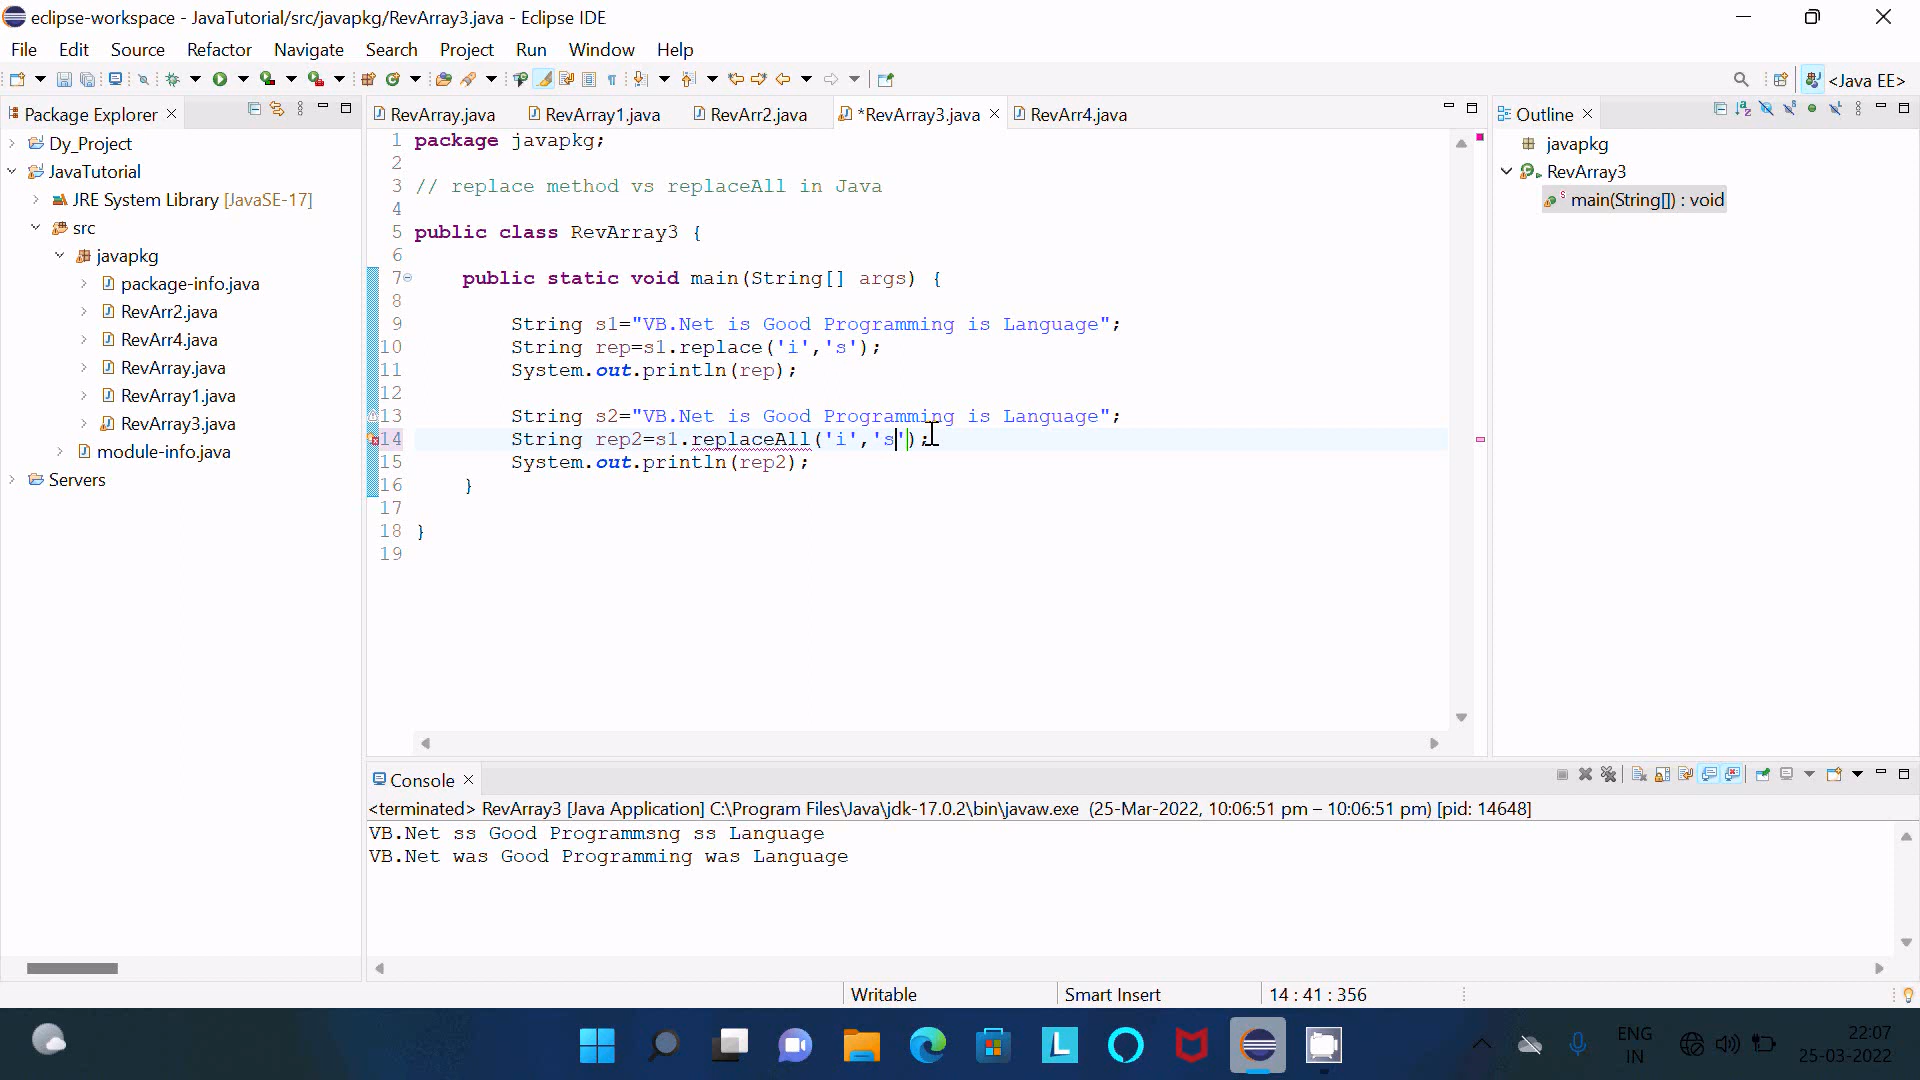 eclipse-workspace - JavaTutorial/src/javapkg/RevArray3.java - Eclipse IDE
File Edit Source Refactor Navigate Search Project Run Window Help
<Java EE>
Package Explorer
RevArray.java RevArray1.java RevArr2.java *RevArray3.java RevArr4.java
Outline
Dy_Project
JavaTutorial
JRE System Library [JavaSE-17]
src
javapkg
package-info.java
RevArr2.java
RevArr4.java
RevArray.java
RevArray1.java
RevArray3.java
module-info.java
Servers
1 package javapkg;
2
3 // replace method vs replaceAll in Java
4
5 public class RevArray3 {
6
7 public static void main(String[] args) {
8
9 String s1="VB.Net is Good Programming is Language";
10 String rep=s1.replace('i','s');
11 System.out.println(rep);
12
13 String s2="VB.Net is Good Programming is Language";
14 String rep2=s1.replaceAll('i','s');
15 System.out.println(rep2);
16 }
17
18 }
19
javapkg
RevArray3
main(String[]) : void
Console
<terminated> RevArray3 [Java Application] C:\Program Files\Java\jdk-17.0.2\bin\javaw.exe (25-Mar-2022, 10:06:51 pm – 10:06:51 pm) [pid: 14648]
VB.Net ss Good Programmsng ss Language
VB.Net was Good Programming was Language
Writable Smart Insert 14 : 41 : 356
L
ENG
IN
22:07
25-03-2022